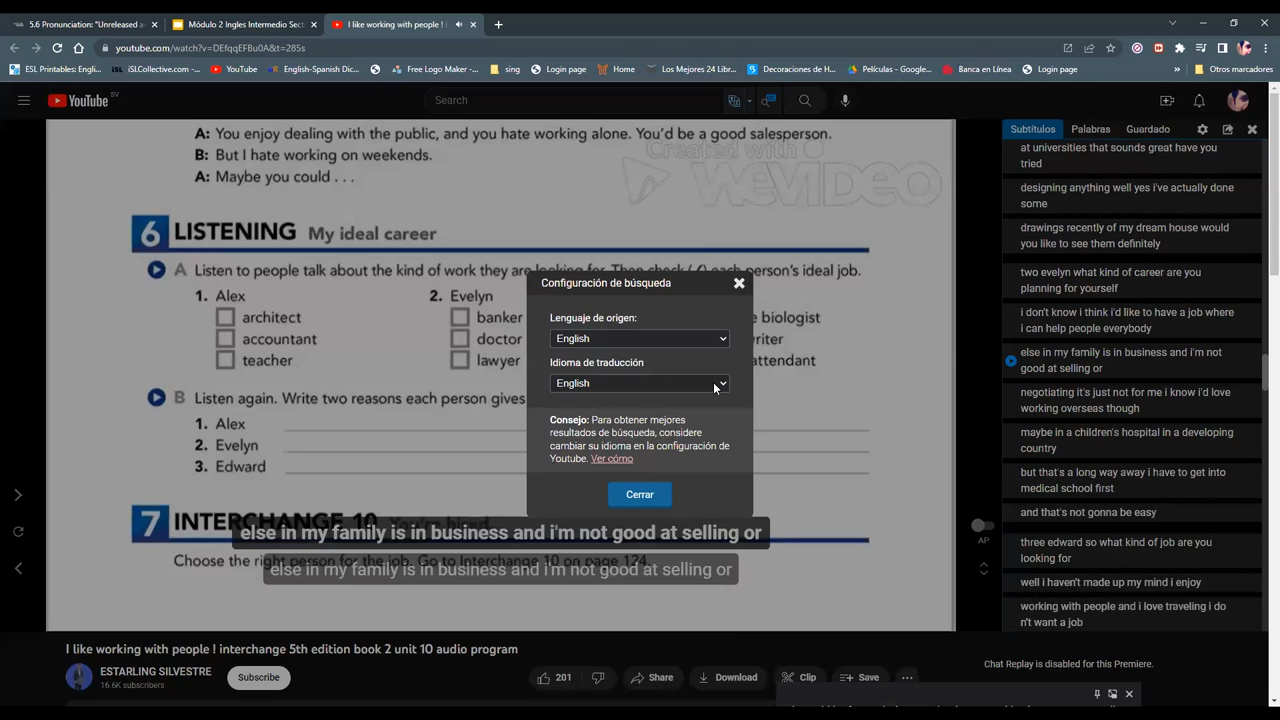 5.6 Pronunciation: "Unreleased a
Módulo 2 Ingles Intermedio Sect
I like working with people !
youtube.com/watch?v=DEfqqEFBu0A&t=285s
ESL Printables: Engli...
iSLCollective.com -...
YouTube
English-Spanish Dic...
Free Logo Maker -...
sing
Login page
Home
Los Mejores 24 Libr...
Decoraciones de H...
Películas - Google...
Banca en Línea
Login page
»
Otros marcadores
YouTube SV
Search
A: You enjoy dealing with the public, and you hate working alone. You'd be a good salesperson.
B: But I hate working on weekends.
A: Maybe you could . . .
Created with
WEVIDEO
6 LISTENING My ideal career
A Listen to people talk about the kind of work they are looking for. Then check (✓) each person's ideal job.
1. Alex
architect
accountant
teacher
2. Evelyn
banker
doctor
lawyer
biologist
attendant
B Listen again. Write two reasons each person gives
1. Alex
2. Evelyn
3. Edward
7 INTERCHANGE 10
Choose the right person for the job. Go to Interchange 10 on page 124.
Configuración de búsqueda
Lenguaje de origen:
English
Idioma de traducción
English
Consejo: Para obtener mejores
resultados de búsqueda, considere
cambiar su idioma en la configuración de
Youtube. Ver cómo
Cerrar
else in my family is in business and i'm not good at selling or
else in my family is in business and i'm not good at selling or
Subtítulos
Palabras
Guardado
at universities that sounds great have you
tried
designing anything well yes i've actually done
some
drawings recently of my dream house would
you like to see them definitely
two evelyn what kind of career are you
planning for yourself
i don't know i think i'd like to have a job where
i can help people everybody
else in my family is in business and i'm not
good at selling or
negotiating it's just not for me i know i'd love
working overseas though
maybe in a children's hospital in a developing
country
but that's a long way away i have to get into
medical school first
and that's not gonna be easy
three edward so what kind of job are you
looking for
well i haven't made up my mind i enjoy
working with people and i love traveling i do
n't want a job
AP
I like working with people ! interchange 5th edition book 2 unit 10 audio program
ESTARLING SILVESTRE
16.6K subscribers
Subscribe
201
Share
Download
Clip
Save
Chat Replay is disabled for this Premiere.